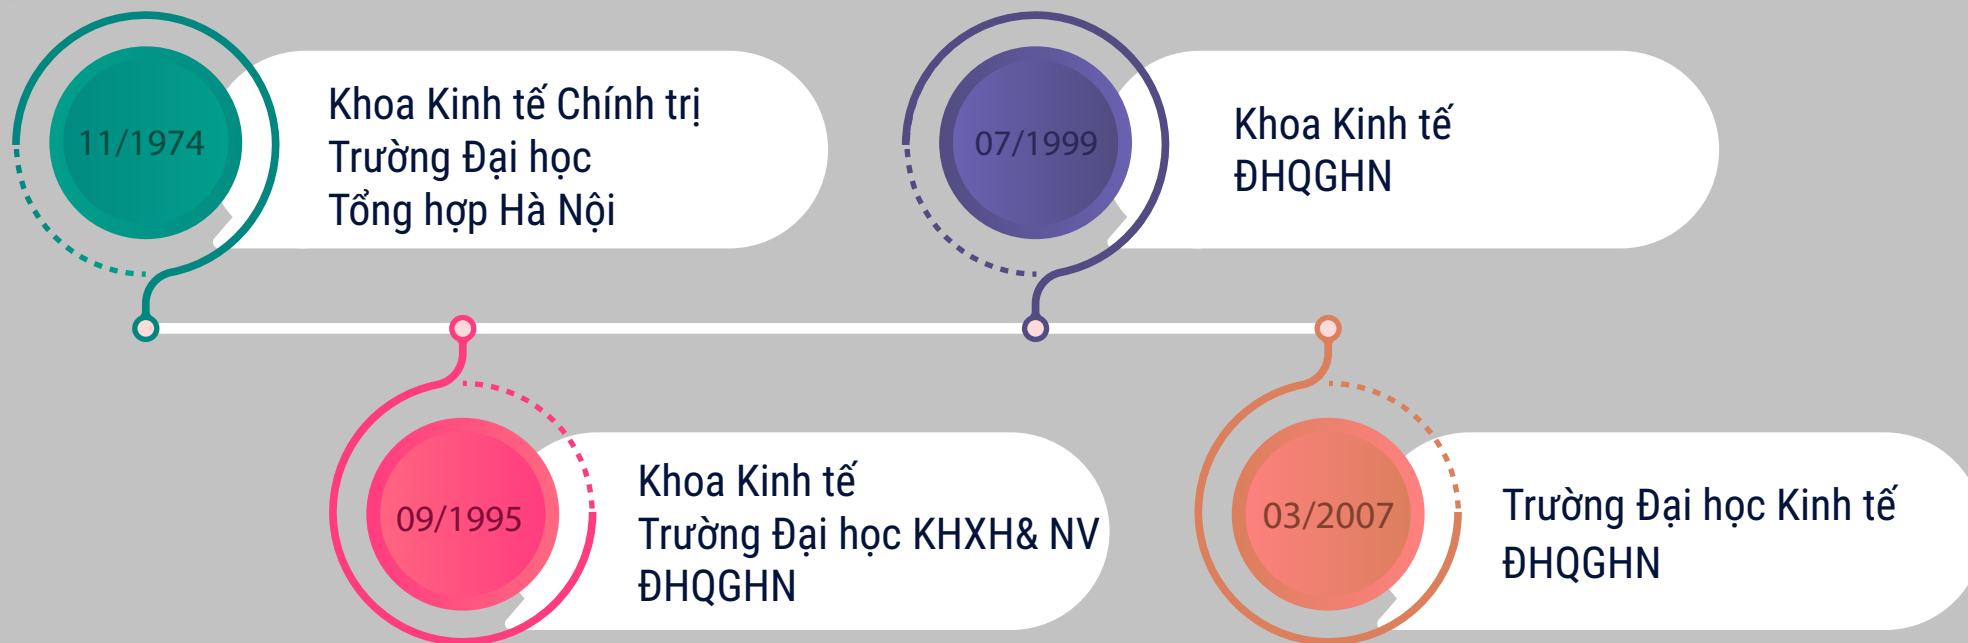 11/1974
Khoa Kinh tế Chính trị
Trường Đại học
Tổng hợp Hà Nội
09/1995
Khoa Kinh tế
Trường Đại học KHXH& NV
ĐHQGHN
07/1999
Khoa Kinh tế
ĐHQGHN
03/2007
Trường Đại học Kinh tế
ĐHQGHN